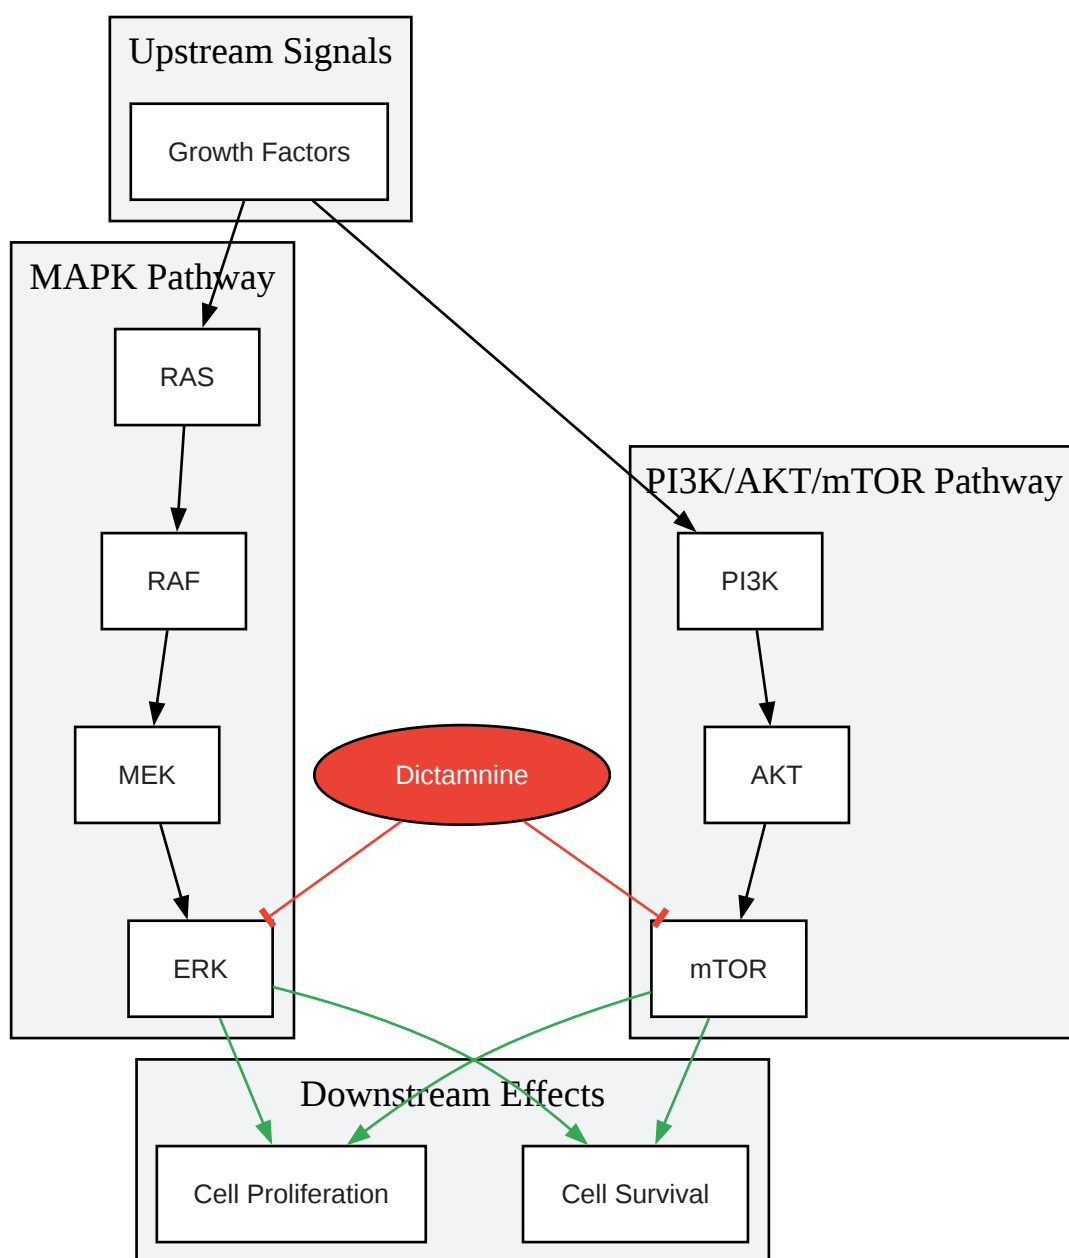 Upstream Signals
Growth Factors
MAPK Pathway
RAS
PI3K/AKT/mTOR Pathway
RAF
PI3K
MEK
Dictamnine
AKT
ERK
mTOR
Downstream Effects
Cell Proliferation
Cell Survival